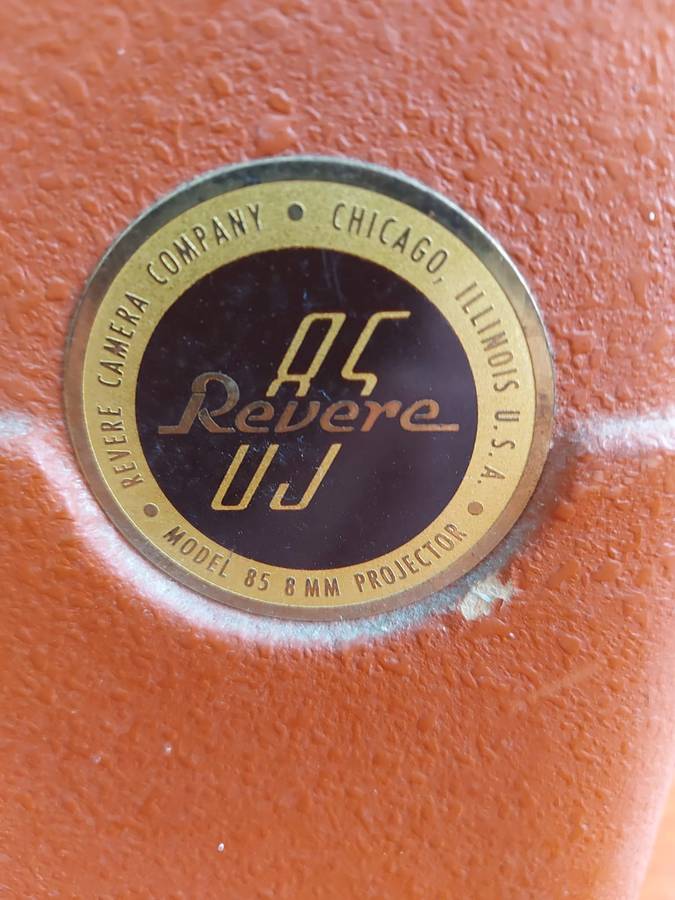 REVERE CAMERA COMPANY • CHICAGO, ILLINOIS U.S.A.
85
Revere
• MODEL 85 8MM PROJECTOR •